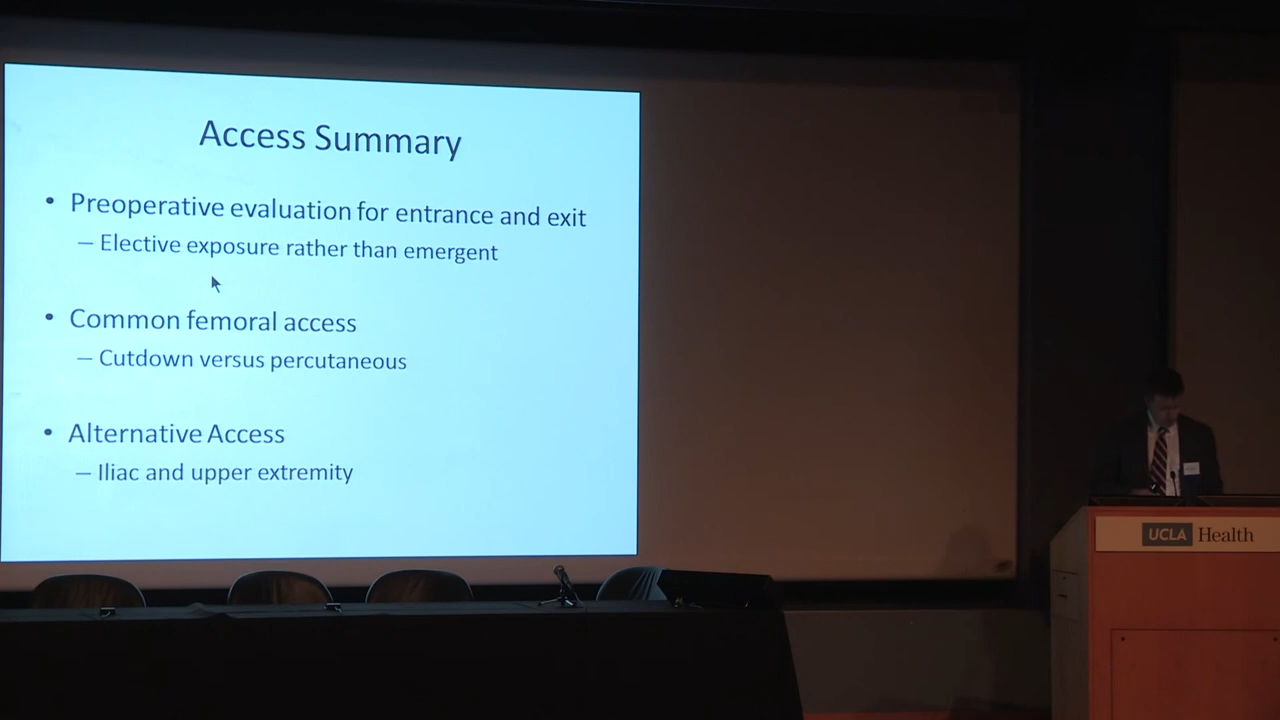 Access Summary
• Preoperative evaluation for entrance and exit
– Elective exposure rather than emergent
• Common femoral access
– Cutdown versus percutaneous
• Alternative Access
– Iliac and upper extremity
UCLA Health